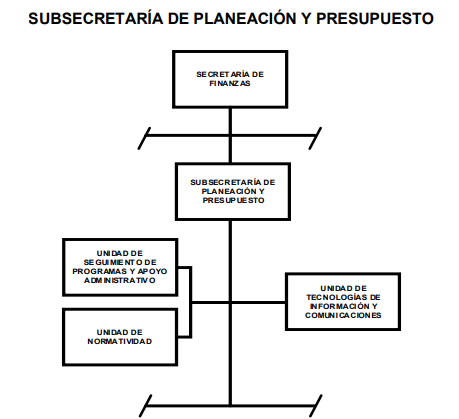 SUBSECRETARÍA DE PLANEACIÓN Y PRESUPUESTO
SECRETARÍA DE
FINANZAS
SUBSECRETARÍA DE
PLANEACIÓN Y
PRESUPUESTO
UNIDAD DE
SEGUIMIENTO DE
PROGRAMAS Y APOYO
ADMINISTRATIVO
UNIDAD DE
TECNOLOGÍAS DE
INFORMACIÓN Y
COMUNICACIONES
UNIDAD DE
NORMATIVIDAD